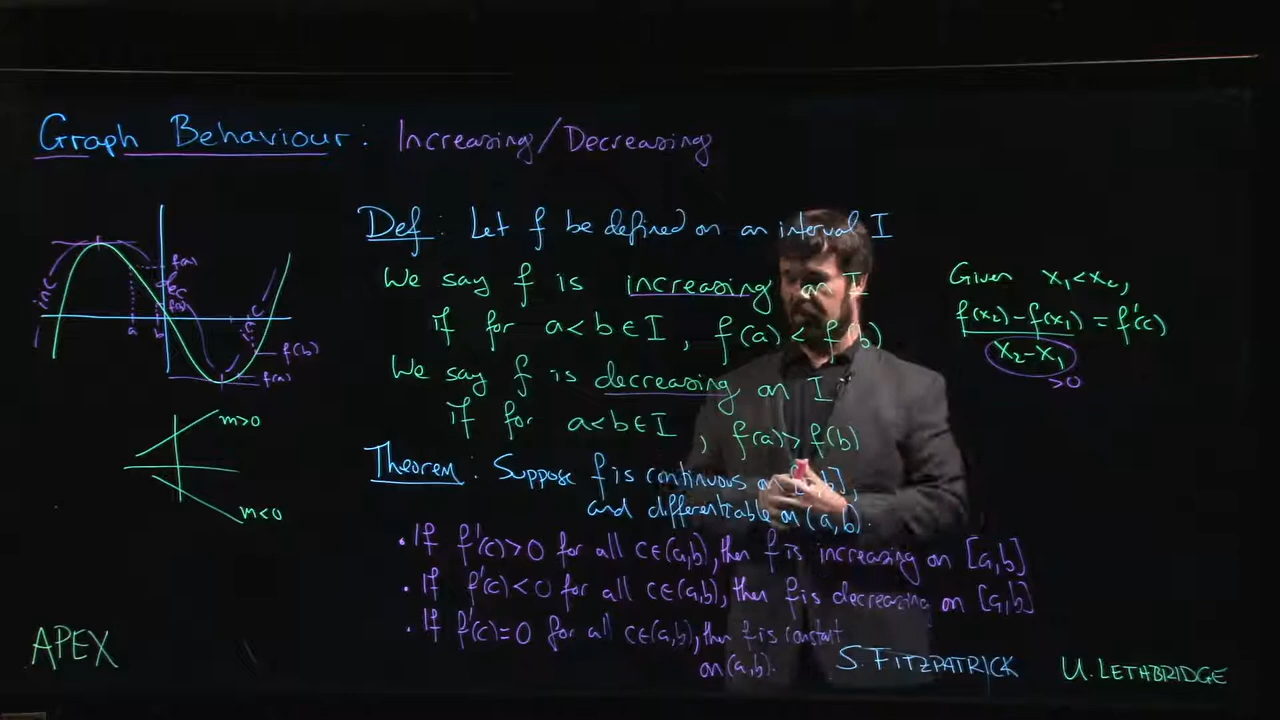 Graph Behaviour: Increasing/Decreasing
Def: Let f be defined on an interval I
We say f is increasing on I
if for a<b∈I, f(a) < f(b)
We say f is decreasing on I
if for a<b∈I, f(a)>f(b)
Theorem: Suppose f is continuous on [a,b],
and differentiable on (a,b).
• If f'(c)>0 for all c∈(a,b), then f is increasing on [a,b]
• If f'(c)<0 for all c∈(a,b), then f is decreasing on [a,b]
• If f'(c)=0 for all c∈(a,b), then f is constant
on (a,b).
Given x₁<x₂,
f(x₂)-f(x₁) = f'(c)
x₂-x₁
>0
inc
f(a)
dec
f(b)
a
b
f(b)
f(a)
m>0
m<0
APEX
S. FITZPATRICK
U. LETHBRIDGE